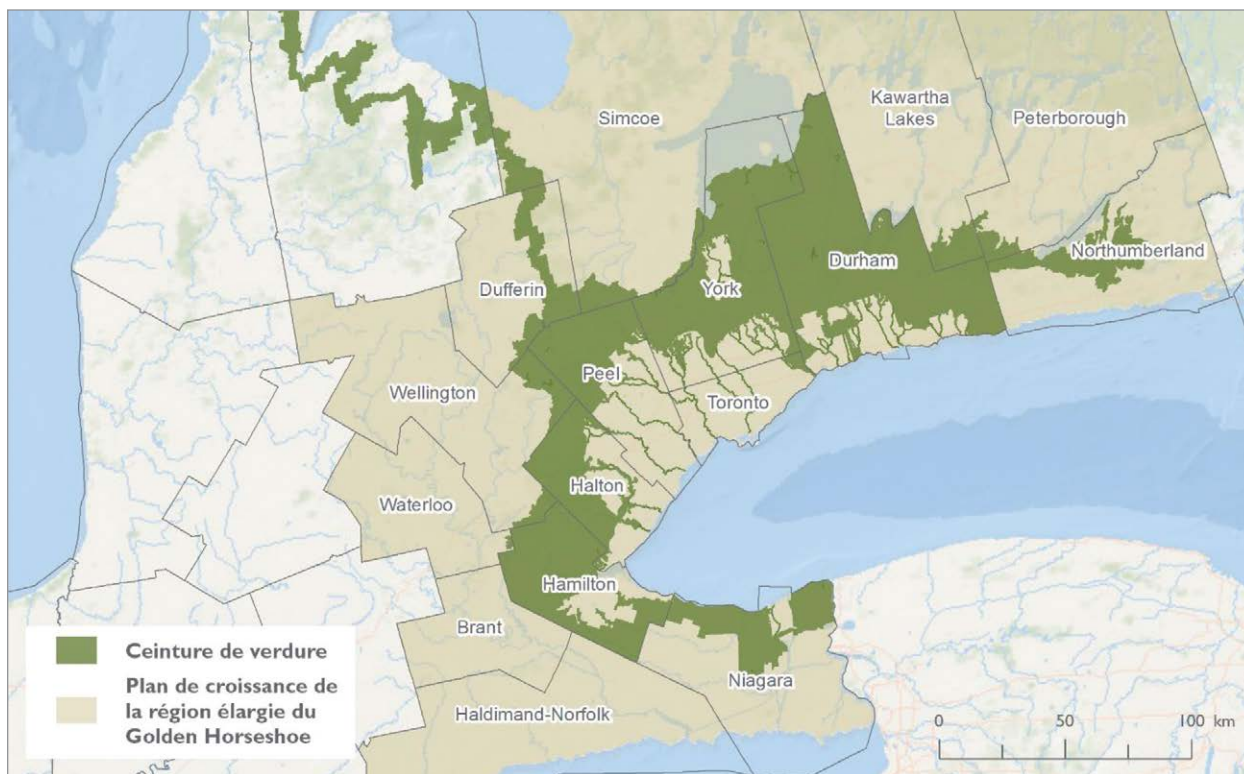 Simcoe
Kawartha
Lakes
Peterborough
Northumberland
Durham
York
Dufferin
Peel
Wellington
Toronto
Halton
Waterloo
Hamilton
Brant
Niagara
Haldimand-Norfolk
Ceinture de verdure
Plan de croissance de
la région élargie du
Golden Horseshoe
0 50 100 km